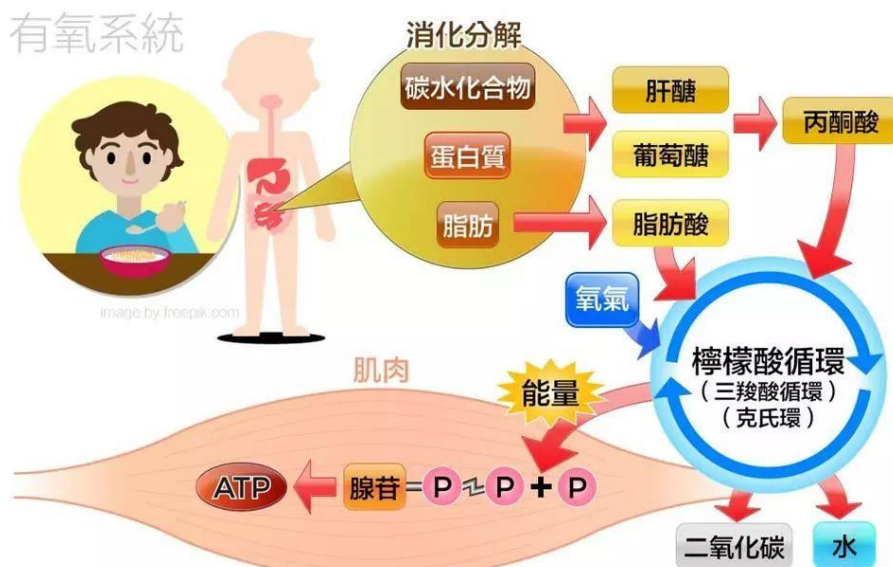 有氧系統
消化分解
碳水化合物
蛋白質
脂肪
肝醣
葡萄醣
脂肪酸
丙酮酸
氧氣
image by freepik.com
檸檬酸循環
（三羧酸循環）
（克氏環）
肌肉
能量
ATP
腺苷=P~P+P
二氧化碳
水